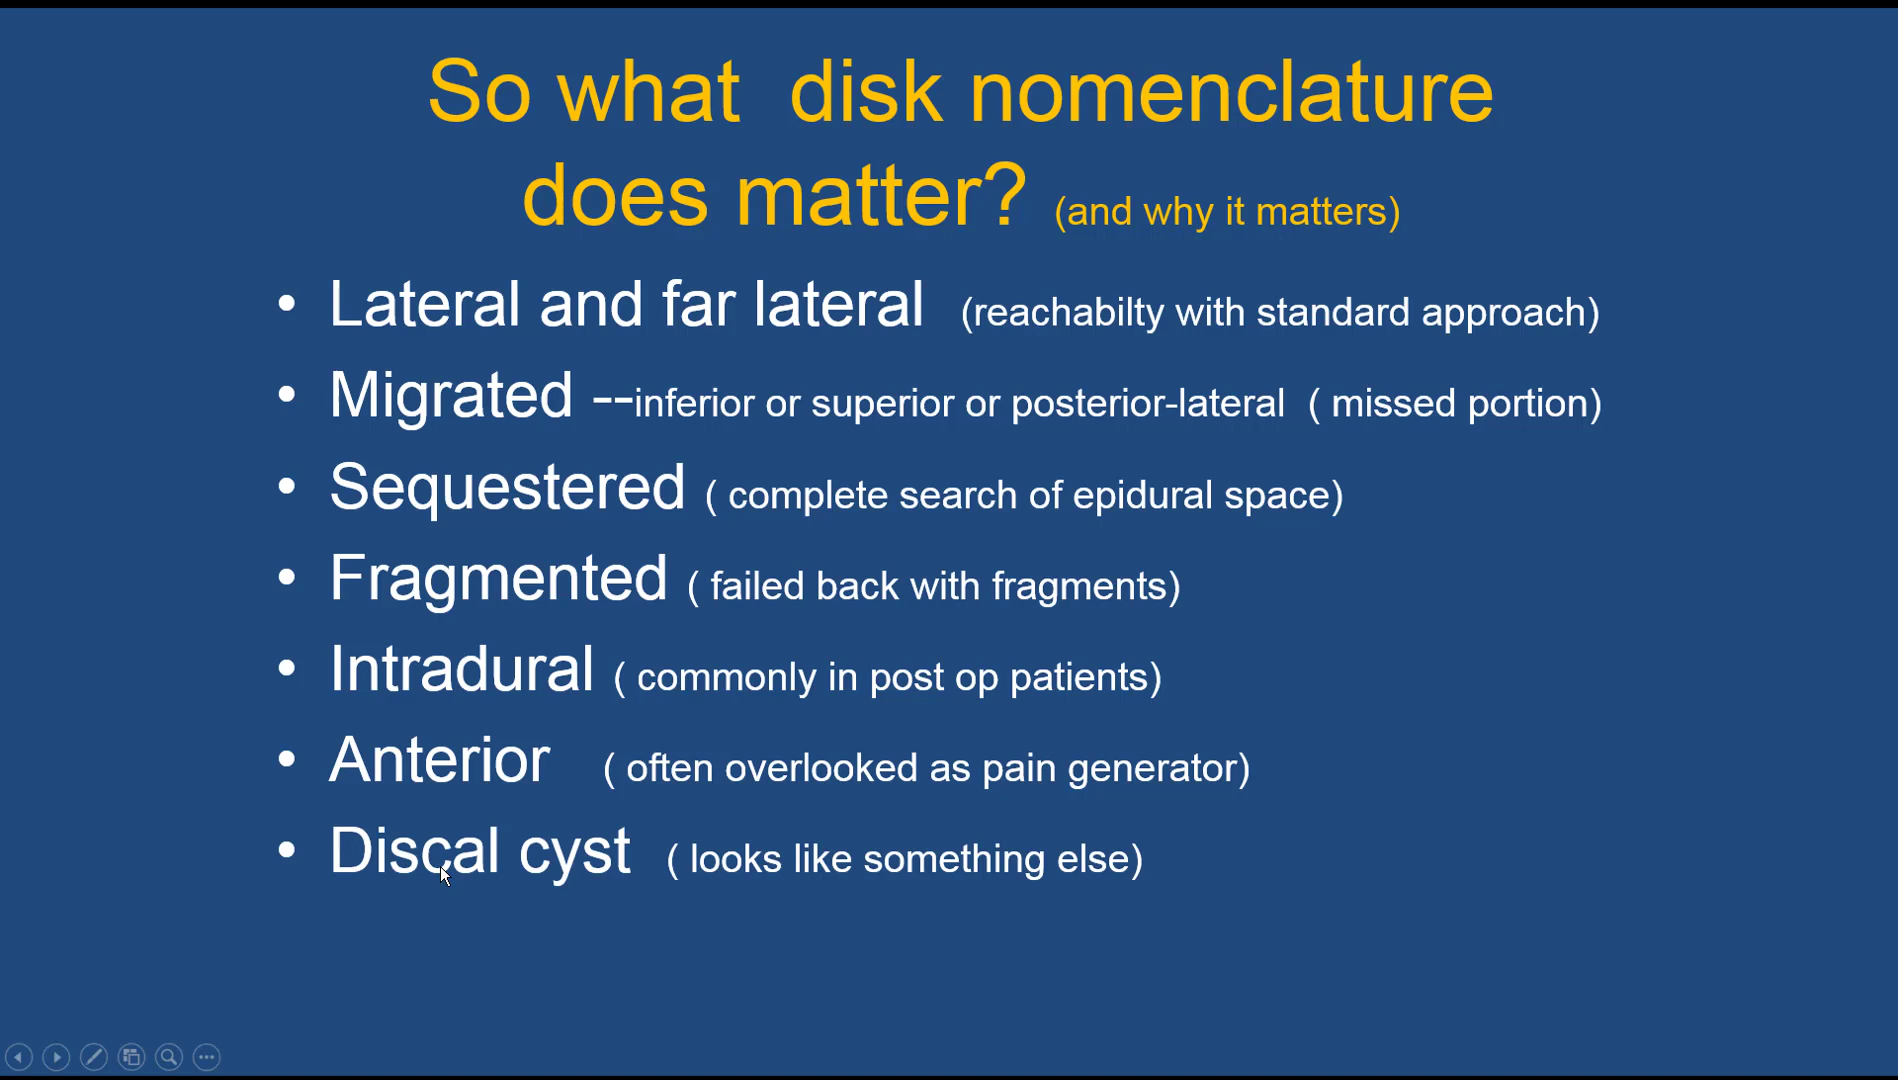 So what  disk nomenclature
does matter? (and why it matters)
• Lateral and far lateral  (reachabilty with standard approach)
• Migrated --inferior or superior or posterior-lateral  ( missed portion)
• Sequestered ( complete search of epidural space)
• Fragmented ( failed back with fragments)
• Intradural ( commonly in post op patients)
• Anterior   ( often overlooked as pain generator)
• Discal cyst  ( looks like something else)